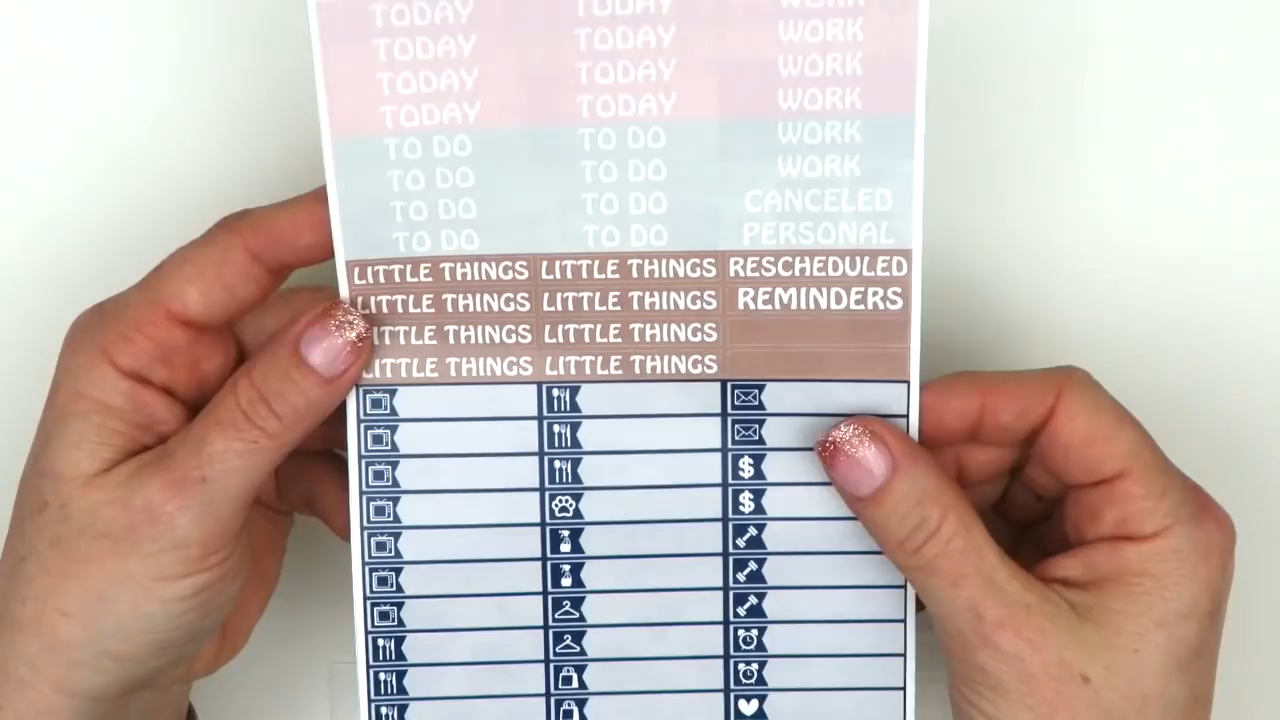 TODAY TODAY WORK
TODAY TODAY WORK
TODAY TODAY WORK
TODAY TODAY WORK
TO DO TO DO WORK
TO DO TO DO WORK
TO DO TO DO CANCELED
TO DO TO DO PERSONAL
LITTLE THINGS LITTLE THINGS RESCHEDULED
LITTLE THINGS LITTLE THINGS REMINDERS
LITTLE THINGS LITTLE THINGS
LITTLE THINGS LITTLE THINGS
$
$